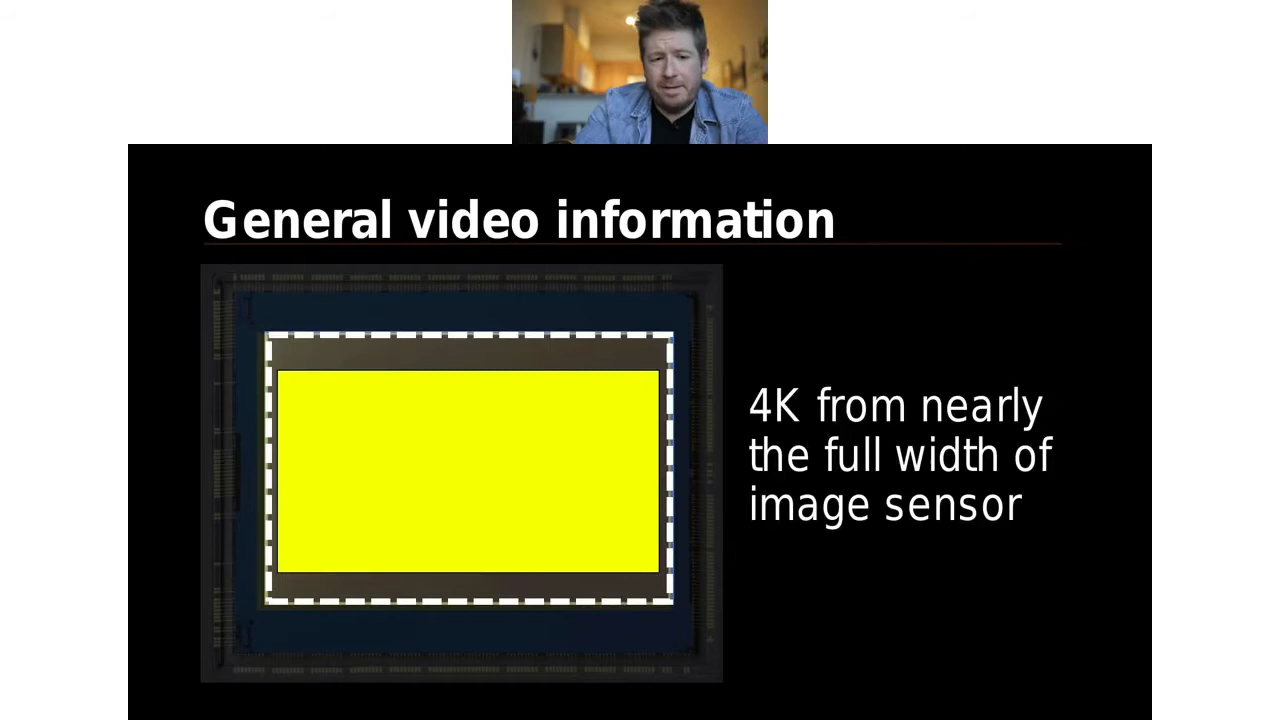 General video information
4K from nearly
the full width of
image sensor